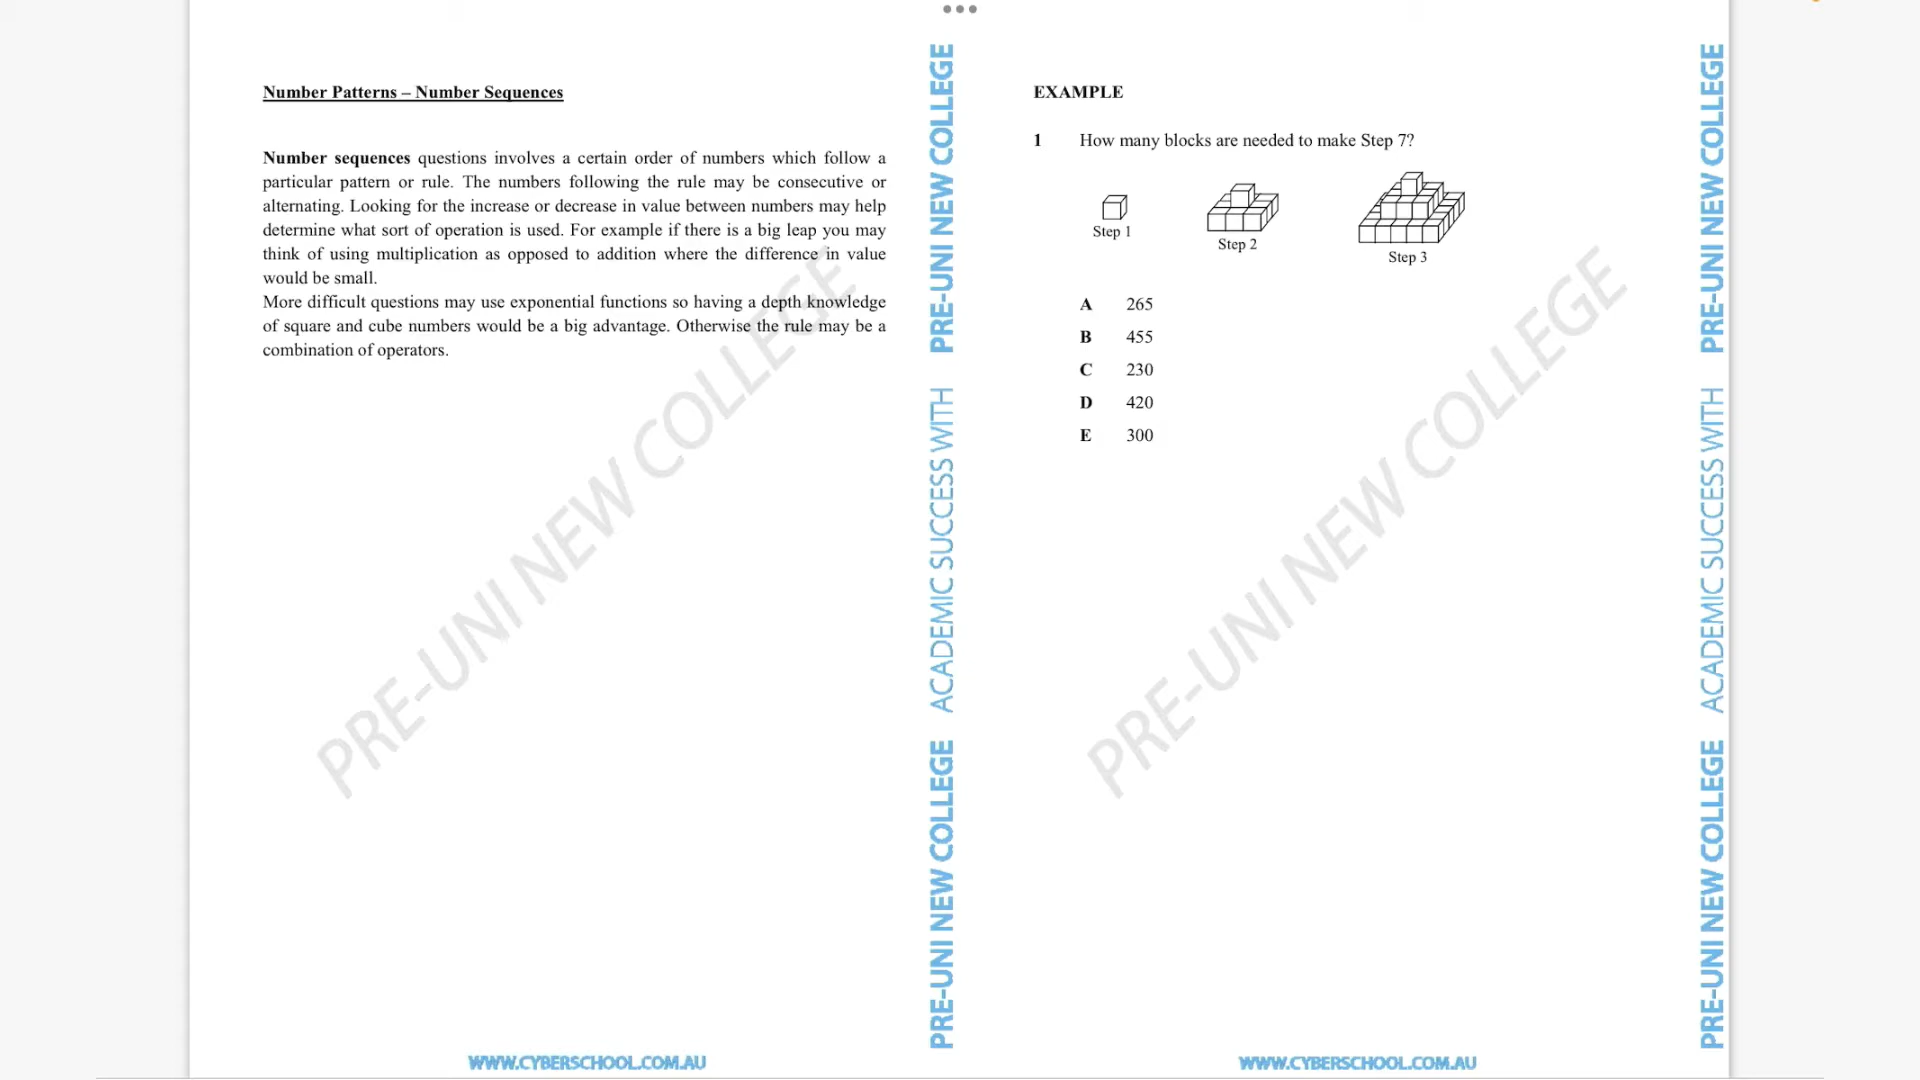 Number Patterns – Number Sequences
Number sequences questions involves a certain order of numbers which follow a
particular pattern or rule. The numbers following the rule may be consecutive or
alternating. Looking for the increase or decrease in value between numbers may help
determine what sort of operation is used. For example if there is a big leap you may
think of using multiplication as opposed to addition where the difference in value
would be small.
More difficult questions may use exponential functions so having a depth knowledge
of square and cube numbers would be a big advantage. Otherwise the rule may be a
combination of operators.
PRE-UNI NEW COLLEGE
PRE-UNI NEW COLLEGE ACADEMIC SUCCESS WITH PRE-UNI NEW COLLEGE
WWW.CYBERSCHOOL.COM.AU
EXAMPLE
1 How many blocks are needed to make Step 7?
Step 1
Step 2
Step 3
A 265
B 455
C 230
D 420
E 300
PRE-UNI NEW COLLEGE
PRE-UNI NEW COLLEGE ACADEMIC SUCCESS WITH PRE-UNI NEW COLLEGE
WWW.CYBERSCHOOL.COM.AU